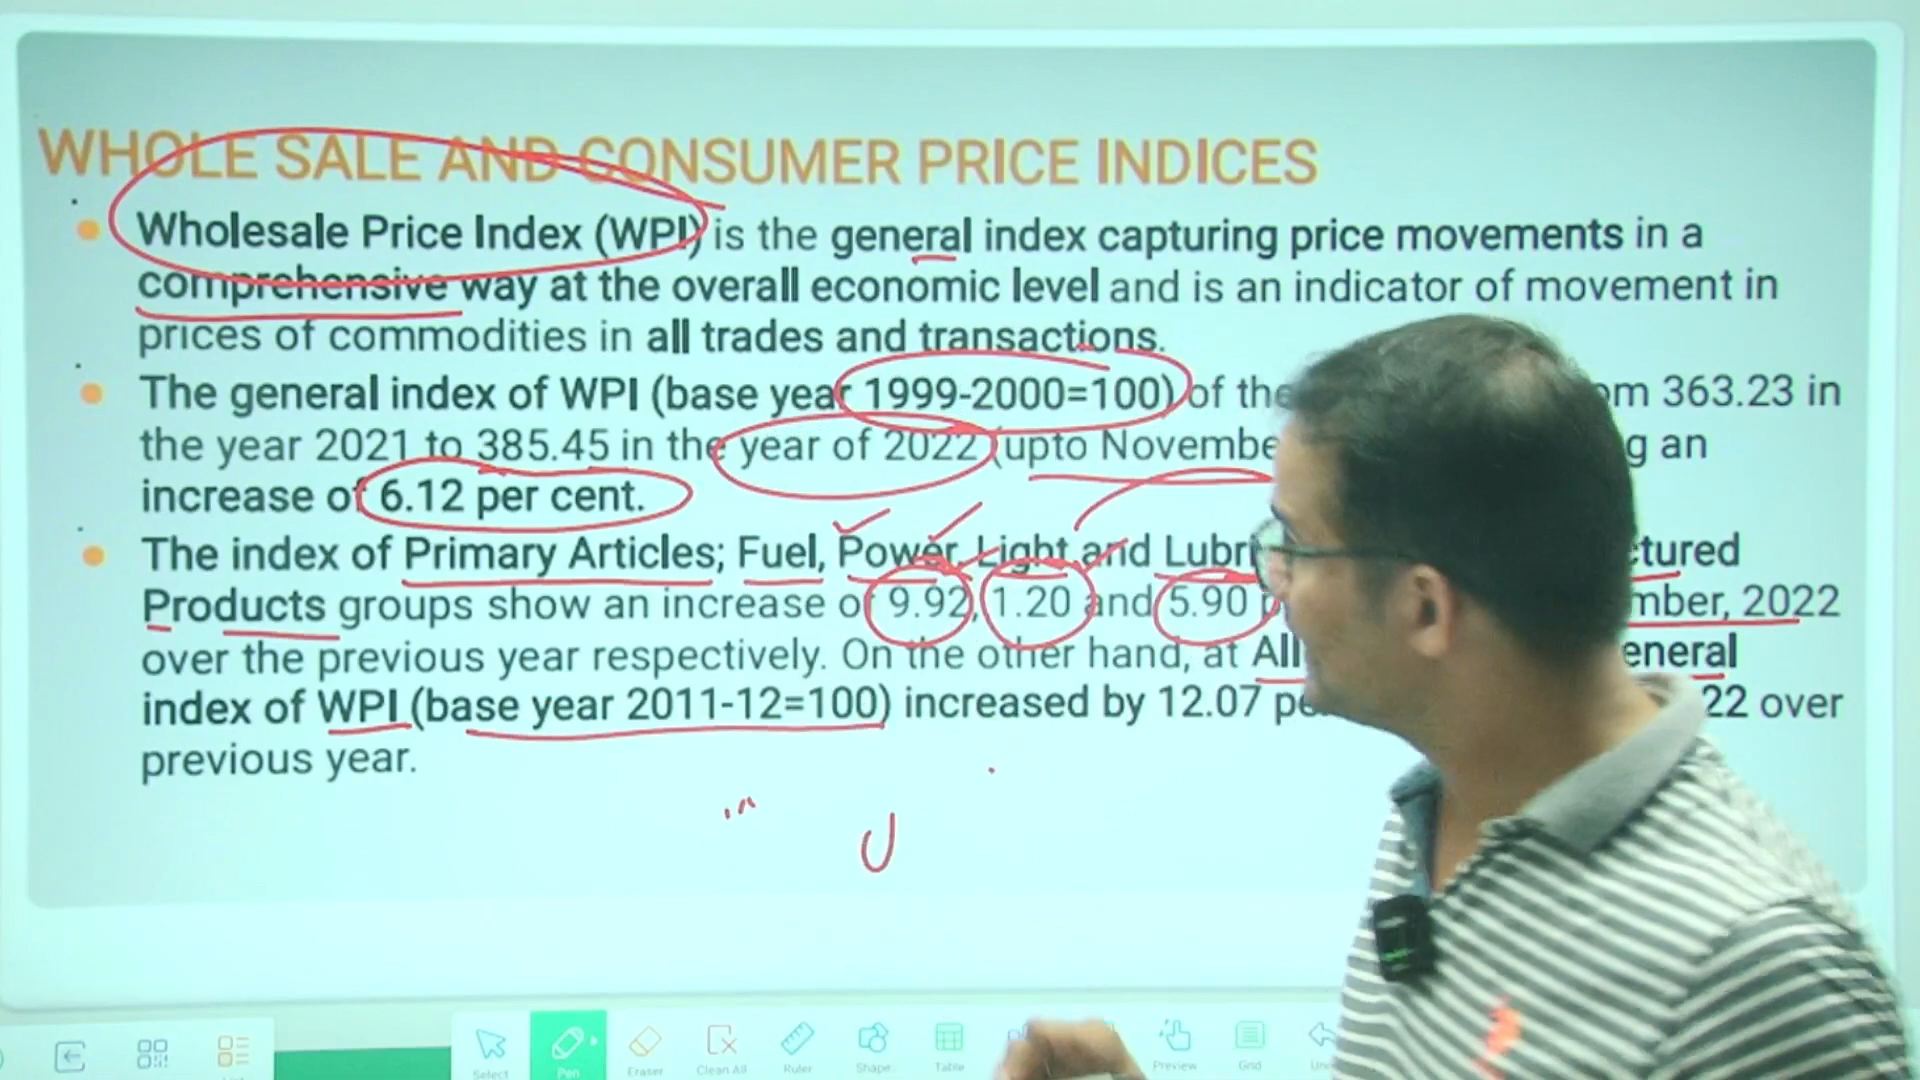 WHOLE SALE AND CONSUMER PRICE INDICES
Wholesale Price Index (WPI) is the general index capturing price movements in a
comprehensive way at the overall economic level and is an indicator of movement in
prices of commodities in all trades and transactions.
The general index of WPI (base year 1999-2000=100) of the 363.23 in
the year 2021 to 385.45 in the year of 2022 (upto an
increase of 6.12 per cent.
The index of Primary Articles; Fuel, Power, Light and
Products groups show an increase of 9.92, 1.20 and 5.90 2022
over the previous year respectively. On the other hand, at All
index of WPI (base year 2011-12=100) increased by 12.07 over
previous year.
Select Pen Eraser Clean All Ruler Shape Table Preview Grid